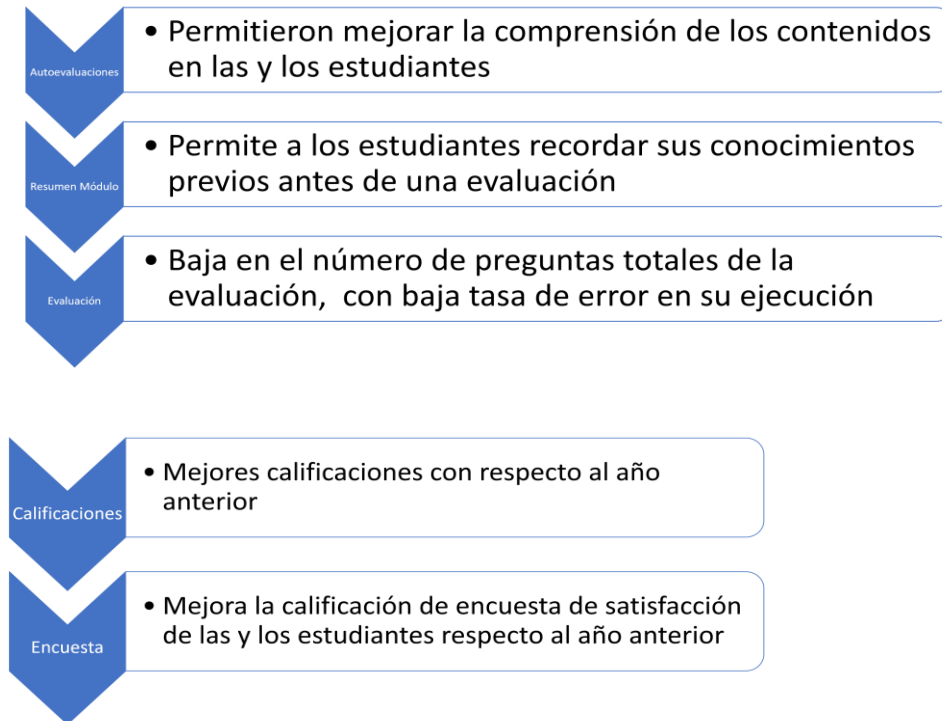 Autoevaluaciones
• Permitieron mejorar la comprensión de los contenidos
en las y los estudiantes
Resumen Módulo
• Permite a los estudiantes recordar sus conocimientos
previos antes de una evaluación
Evaluación
• Baja en el número de preguntas totales de la
evaluación, con baja tasa de error en su ejecución
Calificaciones
• Mejores calificaciones con respecto al año
anterior
Encuesta
• Mejora la calificación de encuesta de satisfacción
de las y los estudiantes respecto al año anterior